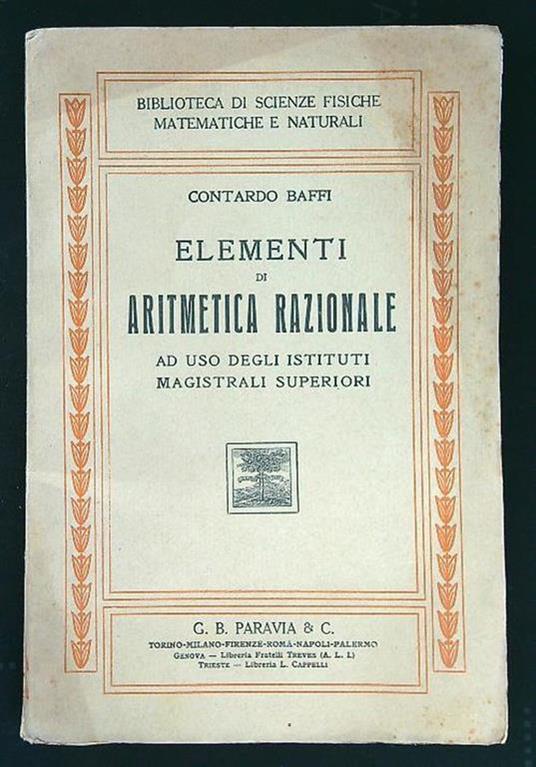 BIBLIOTECA DI SCIENZE FISICHE
MATEMATICHE E NATURALI
CONTARDO BAFFI
ELEMENTI
DI
ARITMETICA RAZIONALE
AD USO DEGLI ISTITUTI
MAGISTRALI SUPERIORI
G. B. PARAVIA & C.
TORINO-MILANO-FIRENZE-ROMA-NAPOLI-PALERMO
GENOVA — Libreria Fratelli TREVES (A. L. I.)
TRIESTE — Libreria L. CAPPELLI